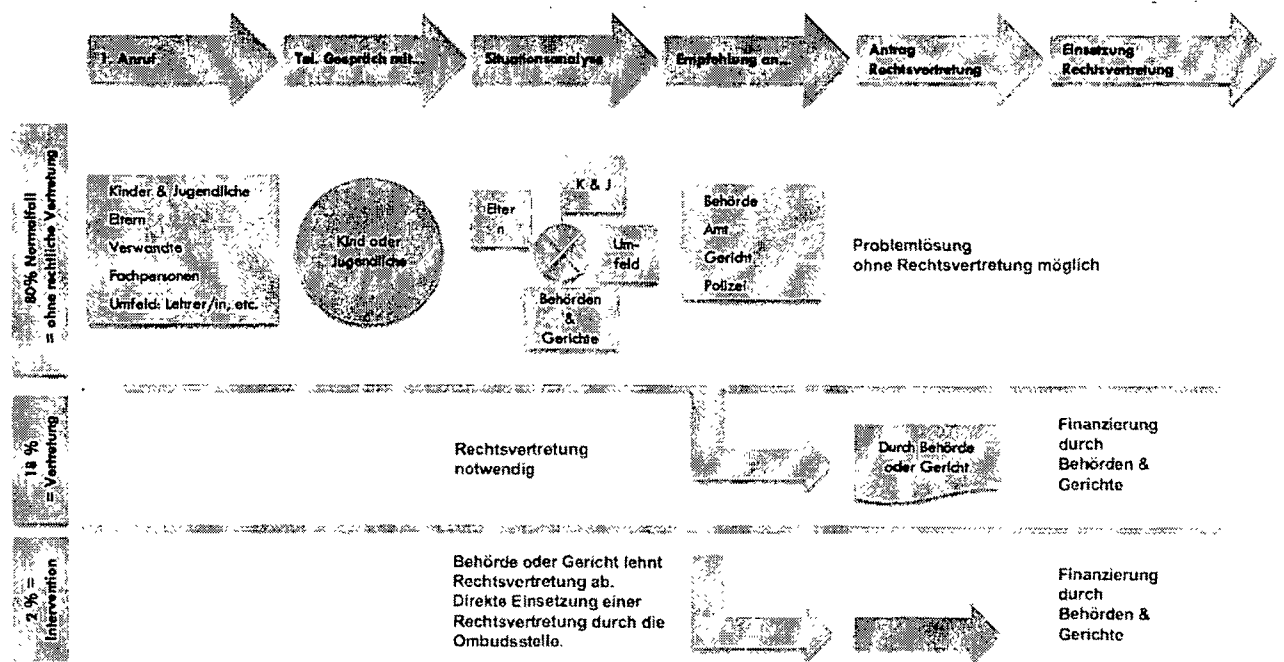 1. Anruf
Tel. Gespräch mit...
Situationsanalyse
Empfehlung an...
Antrag
Rechtsvertretung
Einsetzung
Rechtsvertretung
80% Normalfall
= ohne rechtliche Vertretung
Kinder & Jugendliche
Eltern
Verwandte
Fachpersonen
Umfeld: Lehrer/in, etc.
Kind oder
Jugendliche
Elter
n
K & J
Um-
feld
Behörden
&
Gerichte
Behörde
Amt
Gericht
Polizei
Problemlösung
ohne Rechtsvertretung möglich
18 %
= Vertretung
Rechtsvertretung
notwendig
Durch Behörde
oder Gericht
Finanzierung
durch
Behörden &
Gerichte
2 % =
Intervention
Behörde oder Gericht lehnt
Rechtsvertretung ab.
Direkte Einsetzung einer
Rechtsvertretung durch die
Ombudsstelle.
Finanzierung
durch
Behörden &
Gerichte